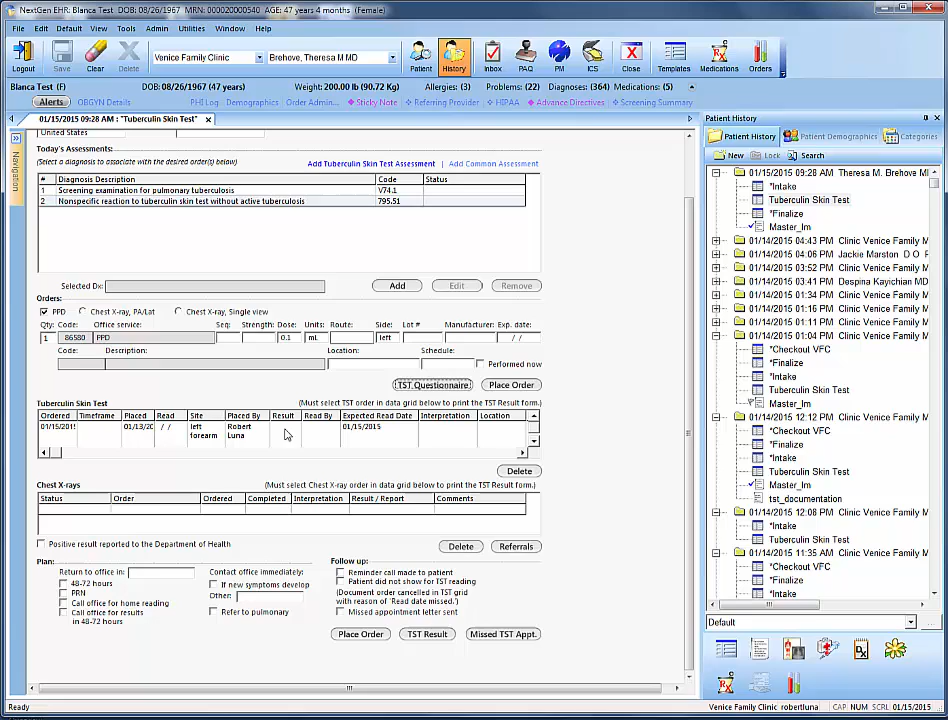 NextGen EHR: Blanca Test DOB: 08/26/1967 MRN: 000020000540 AGE: 47 years 4 months (Female)
File Edit Default View Tools Admin Utilities Window Help
Venice Family Clinic Brehove, Theresa M MD
Logout Save Clear Delete Patient History Inbox PAQ PM ICS Close Templates Medications Orders
Blanca Test (F) DOB: 08/26/1967 (47 years) Weight: 200.00 lb (90.72 Kg) Allergies: (3) Problems: (22) Diagnoses: (364) Medications: (5)
Alerts OBGYN Details PHI Log Demographics Order Admin... Sticky Note Referring Provider HIPAA Advance Directives Screening Summary
01/15/2015 09:28 AM : "Tuberculin Skin Test"
Navigation
United States
Today's Assessments:
(Select a diagnosis to associate with the desired order(s) below)
Add Tuberculin Skin Test Assessment | Add Common Assessment
# Diagnosis Description Code Status
1 Screening examination for pulmonary tuberculosis V74.1
2 Nonspecific reaction to tuberculin skin test without active tuberculosis 795.51
Selected Dx: Add Edit Remove
Orders:
PPD Chest X-ray, PA/Lat Chest X-ray, Single view
Qty: Code: Office service: Seq: Strength: Dose: Units: Route: Side: Lot # Manufacturer: Exp. date:
1 86580 PPD 0.1 mL left / /
Code: Description: Location: Schedule:
Performed now
TST Questionnaire Place Order
Tuberculin Skin Test (Must select TST order in data grid below to print the TST Result form.)
Ordered Timeframe Placed Read Site Placed By Result Read By Expected Read Date Interpretation Location
01/15/201 01/13/20 / / left forearm Robert Luna 01/15/2015
Delete
Chest X-rays (Must select Chest X-ray order in data grid below to print the TST Result form.)
Status Order Ordered Completed Interpretation Result / Report Comments
Positive result reported to the Department of Health
Delete Referrals
Plan:
Return to office in:
48-72 hours
PRN
Call office for home reading
Call office for results
in 48-72 hours
Contact office immediately:
If new symptoms develop
Other:
Refer to pulmonary
Follow up:
Reminder call made to patient
Patient did not show for TST reading
(Document order cancelled in TST grid
with reason of 'Read date missed.')
Missed appointment letter sent
Place Order TST Result Missed TST Appt.
Patient History
Patient History Patient Demographics Categories
New Lock Search
01/15/2015 09:28 AM Theresa M. Brehove
*Intake
Tuberculin Skin Test
*Finalize
Master_Im
01/14/2015 04:43 PM Clinic Venice Family M
01/14/2015 04:06 PM Jackie Marston D O F
01/14/2015 03:52 PM Clinic Venice Family M
01/14/2015 03:41 PM Despina Kayichian MD
01/14/2015 01:34 PM Clinic Venice Family M
01/14/2015 01:16 PM Clinic Venice Family M
01/14/2015 01:11 PM Clinic Venice Family M
01/14/2015 01:04 PM Clinic Venice Family M
*Checkout VFC
*Finalize
*Intake
Tuberculin Skin Test
Master_Im
01/14/2015 12:12 PM Clinic Venice Family M
*Checkout VFC
*Finalize
*Intake
Tuberculin Skin Test
Master_Im
tst_documentation
01/14/2015 12:08 PM Clinic Venice Family M
*Intake
Tuberculin Skin Test
01/14/2015 11:35 AM Clinic Venice Family M
*Checkout VFC
*Finalize
*Intake
Default
Ready Venice Family Clinic robertluna CAP NUM SCRL 01/15/2015